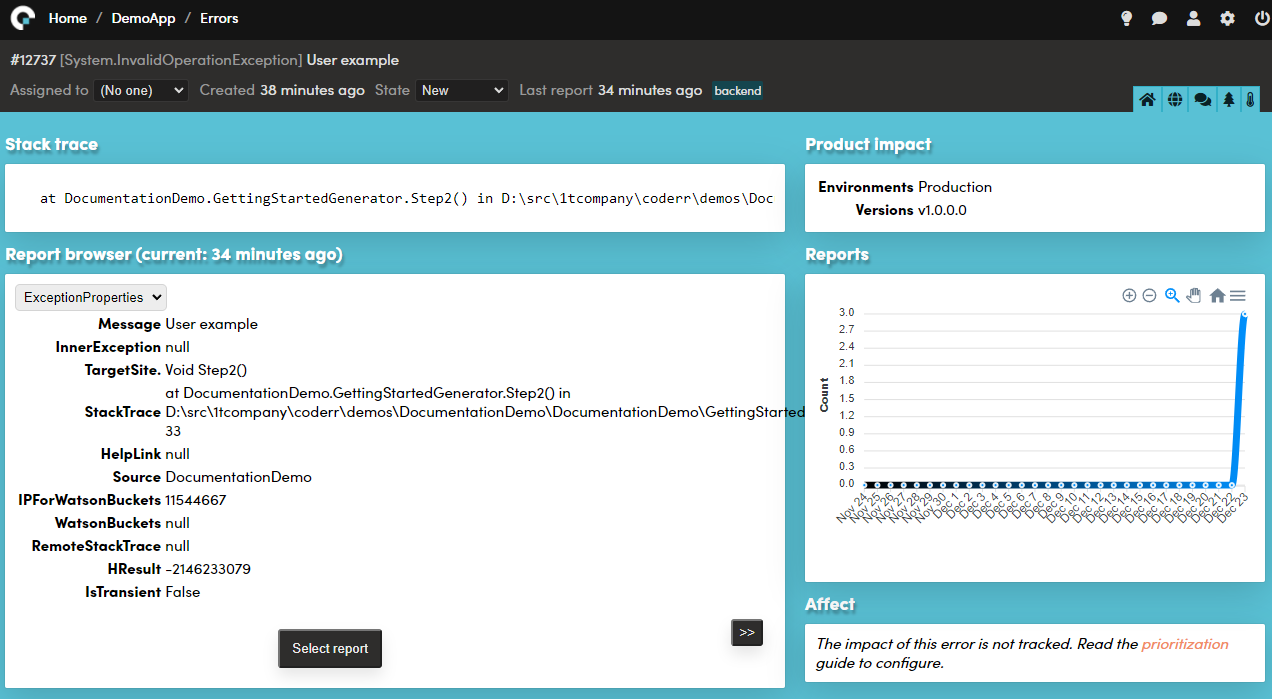 Home / DemoApp / Errors
#12737 [System.InvalidOperationException] User example
Assigned to (No one) Created 38 minutes ago State New Last report 34 minutes ago backend
Stack trace
at DocumentationDemo.GettingStartedGenerator.Step2() in D:\src\1tcompany\coderr\demos\Doc
Report browser (current: 34 minutes ago)
ExceptionProperties
Message User example
InnerException null
TargetSite. Void Step2()
at DocumentationDemo.GettingStartedGenerator.Step2() in
StackTrace D:\src\1tcompany\coderr\demos\DocumentationDemo\DocumentationDemo\GettingStarted
33
HelpLink null
Source DocumentationDemo
IPForWatsonBuckets 11544667
WatsonBuckets null
RemoteStackTrace null
HResult -2146233079
IsTransient False
Select report
>>
Product impact
Environments Production
Versions v1.0.0.0
Reports
3.0
2.7
2.4
2.1
1.8
1.5
1.2
0.9
0.6
0.3
0.0
Count
Nov 24
Nov 25
Nov 26
Nov 27
Nov 28
Nov 29
Nov 30
Dec 1
Dec 2
Dec 3
Dec 4
Dec 5
Dec 6
Dec 7
Dec 8
Dec 9
Dec 10
Dec 11
Dec 12
Dec 13
Dec 14
Dec 15
Dec 16
Dec 17
Dec 18
Dec 19
Dec 20
Dec 21
Dec 22
Dec 23
Affect
The impact of this error is not tracked. Read the prioritization
guide to configure.